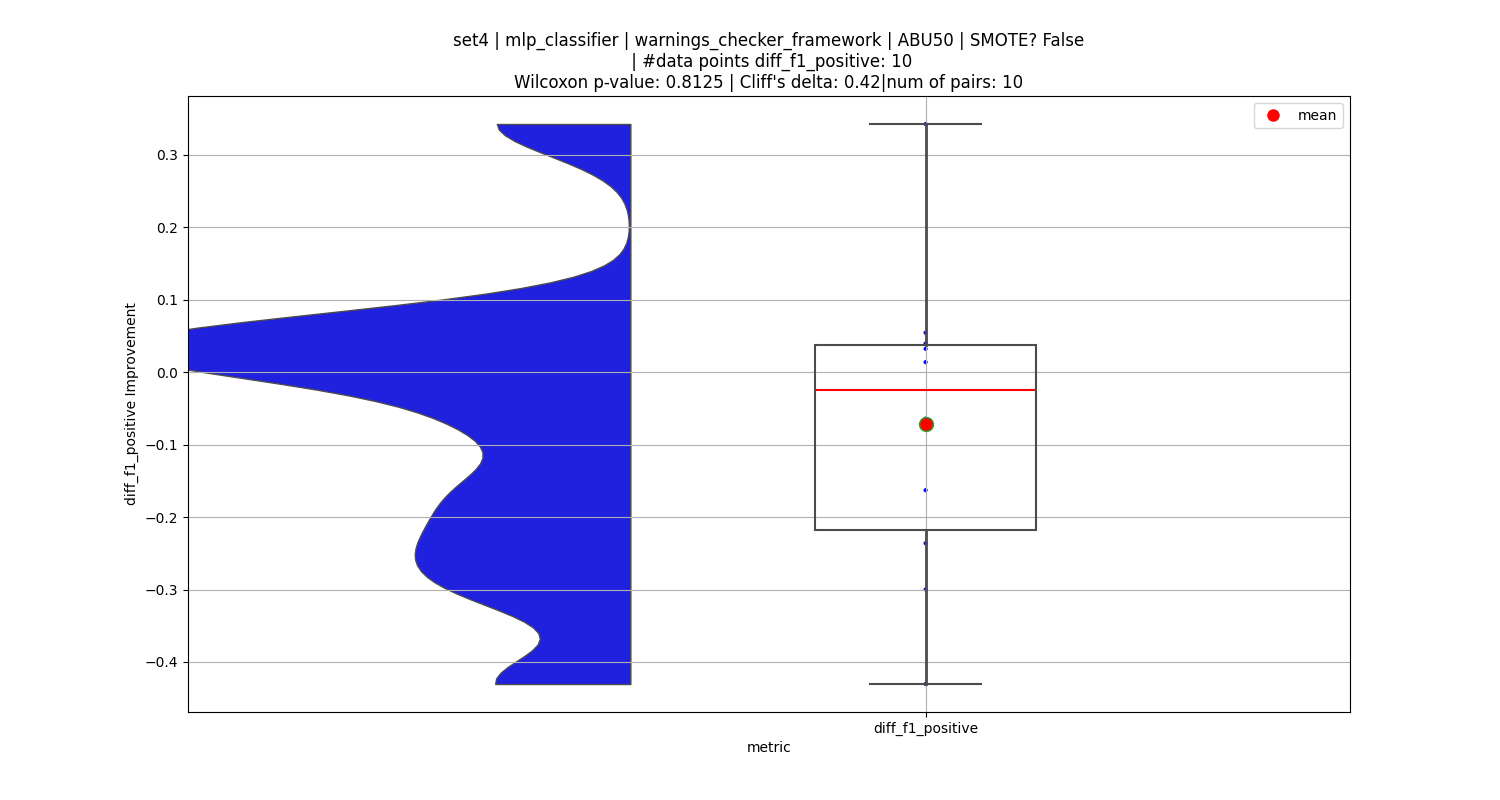 set4 | mlp_classifier | warnings_checker_framework | ABU50 | SMOTE? False
| #data points diff_f1_positive: 10
Wilcoxon p-value: 0.8125 | Cliff's delta: 0.42|num of pairs: 10
mean
0.3
0.2
0.1
0.0
−0.1
−0.2
−0.3
−0.4
diff_f1_positive Improvement
diff_f1_positive
metric